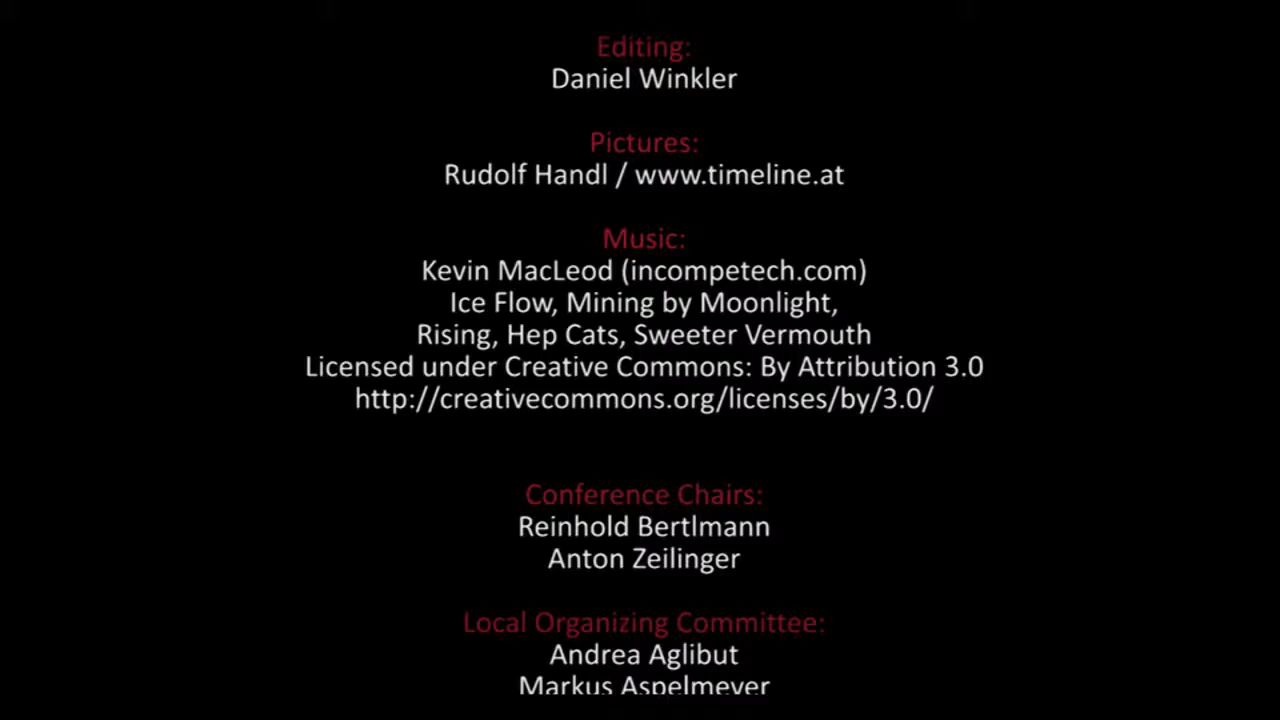 Editing:
Daniel Winkler
Pictures:
Rudolf Handl / www.timeline.at
Music:
Kevin MacLeod (incompetech.com)
Ice Flow, Mining by Moonlight,
Rising, Hep Cats, Sweeter Vermouth
Licensed under Creative Commons: By Attribution 3.0
http://creativecommons.org/licenses/by/3.0/
Conference Chairs:
Reinhold Bertlmann
Anton Zeilinger
Local Organizing Committee:
Andrea Aglibut
Markus Aspelmeyer